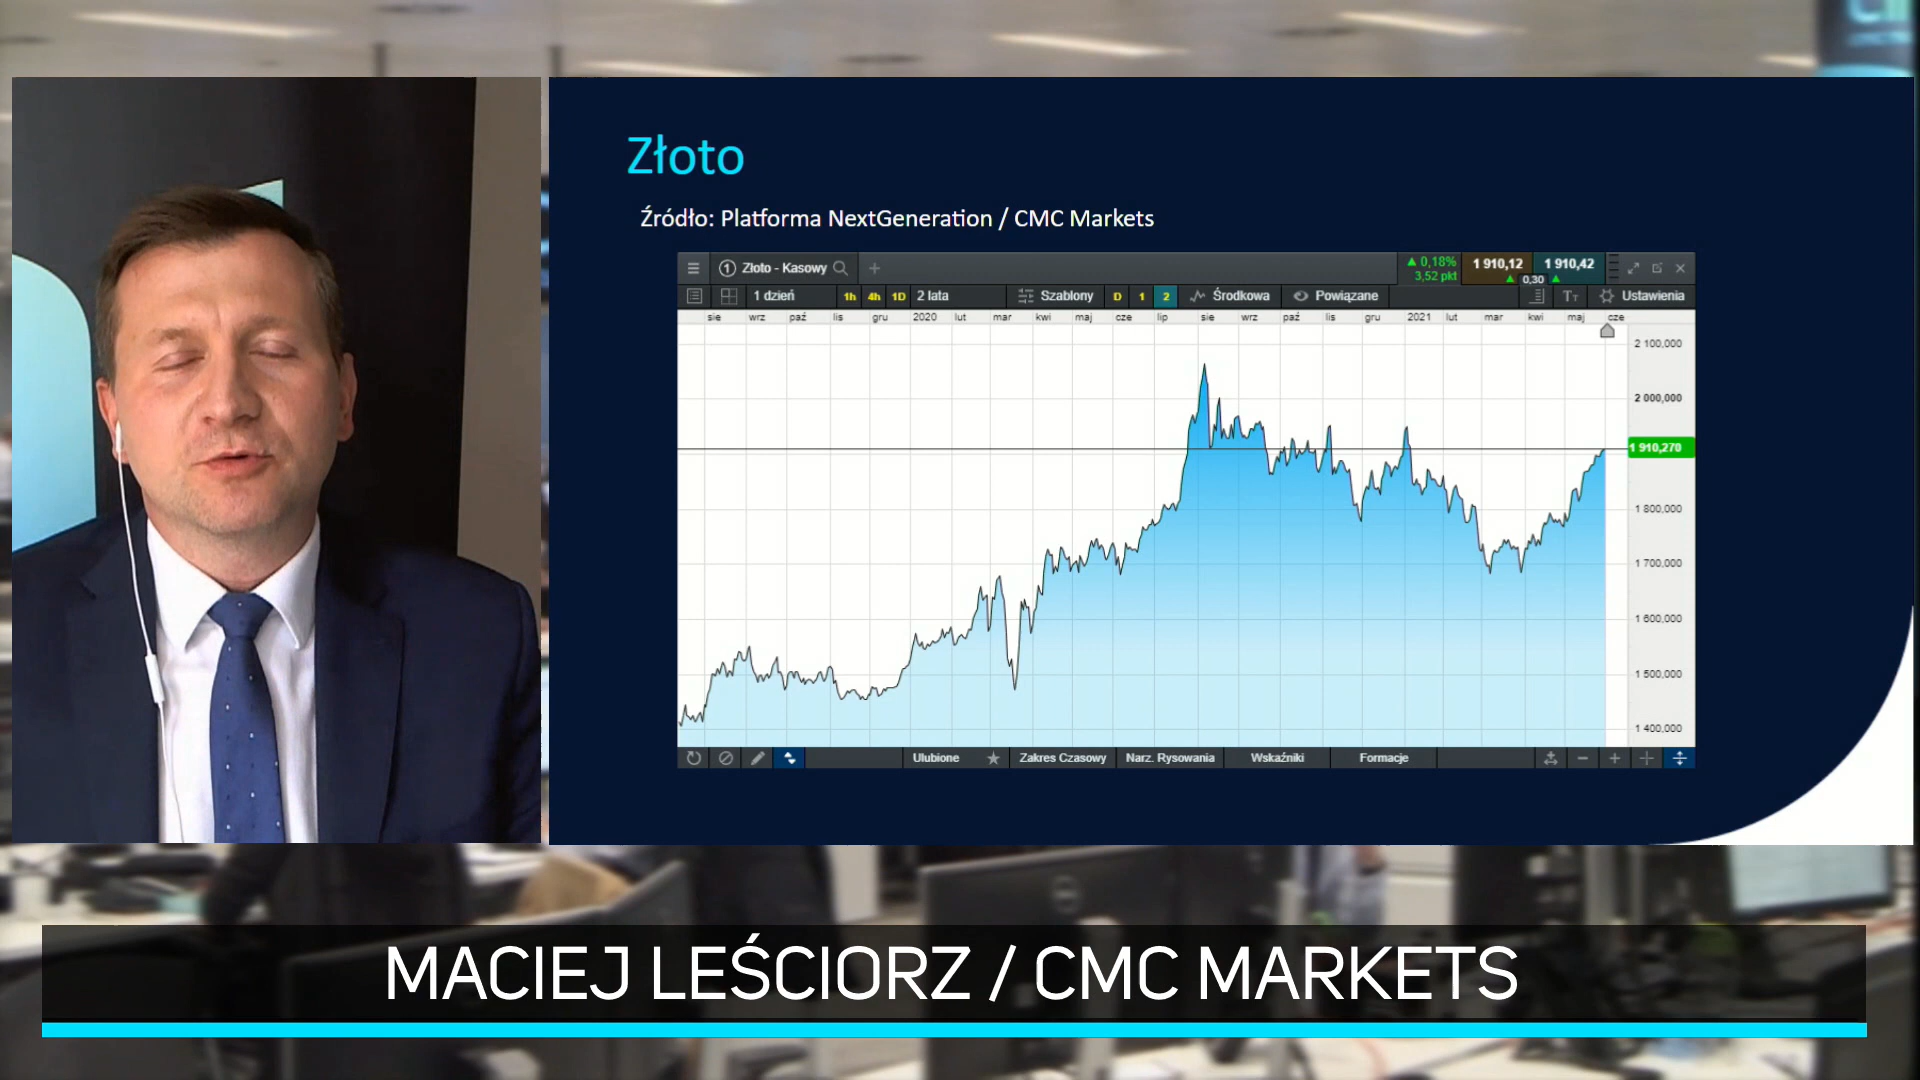 Złoto
Źródło: Platforma NextGeneration / CMC Markets
1 Złoto - Kasowy
0,18%
3,52 pkt
1 910,12
1 910,42
0,30
1 dzień 1h 4h 1D 2 lata Szablony D 1 2 Środkowa Powiązane Tт Ustawienia
sie wrz paź lis gru 2020 lut mar kwi maj cze lip sie wrz paź lis gru 2021 lut mar kwi maj cze
2 100,000
2 000,000
1 910,270
1 800,000
1 700,000
1 600,000
1 500,000
1 400,000
Ulubione Zakres Czasowy Narz. Rysowania Wskaźniki Formacje
MACIEJ LEŚCIORZ / CMC MARKETS